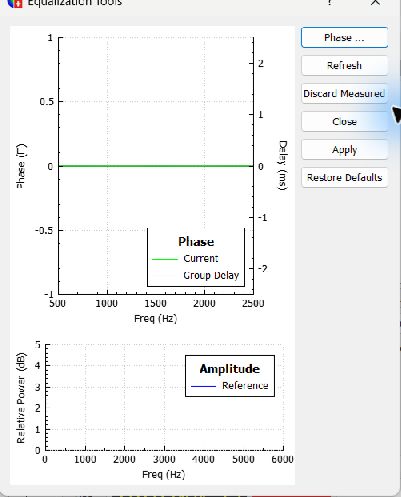 Equalization Tools
?
Phase ...
Refresh
Discard Measured
Close
Apply
Restore Defaults
1
0.5
0
-0.5
-1
Phase (Π)
2
1
0
-1
-2
Delay (ms)
Phase
Current
Group Delay
500 1000 1500 2000 2500
Freq (Hz)
5
4
3
2
1
0
Relative Power (dB)
Amplitude
Reference
0 1000 2000 3000 4000 5000 6000
Freq (Hz)